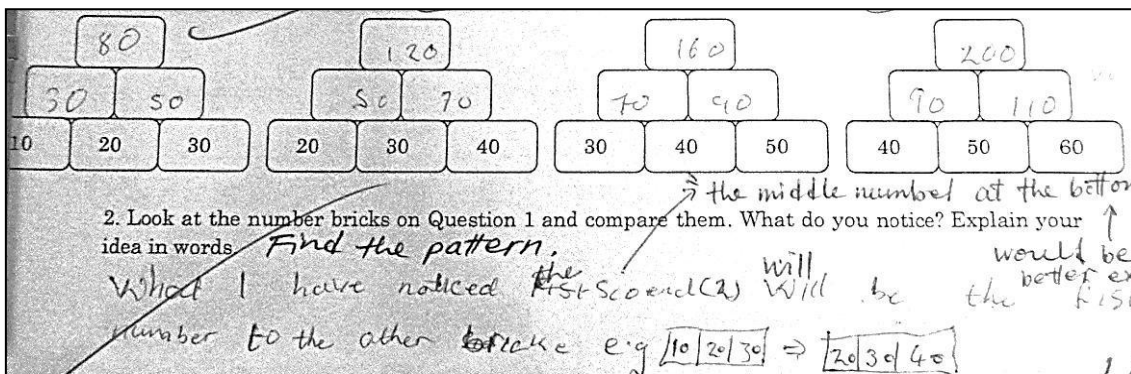 80 120 160 200
30 50 50 70 70 90 90 110
10 20 30 20 30 40 30 40 50 40 50 60
the middle number at the bottom
2. Look at the number bricks on Question 1 and compare them. What do you notice? Explain your
idea in words. Find the pattern.
would be
better ex
What I have noticed the (2) will will be the
number to the other e.g 10 20 30 ⇒ 20 30 40